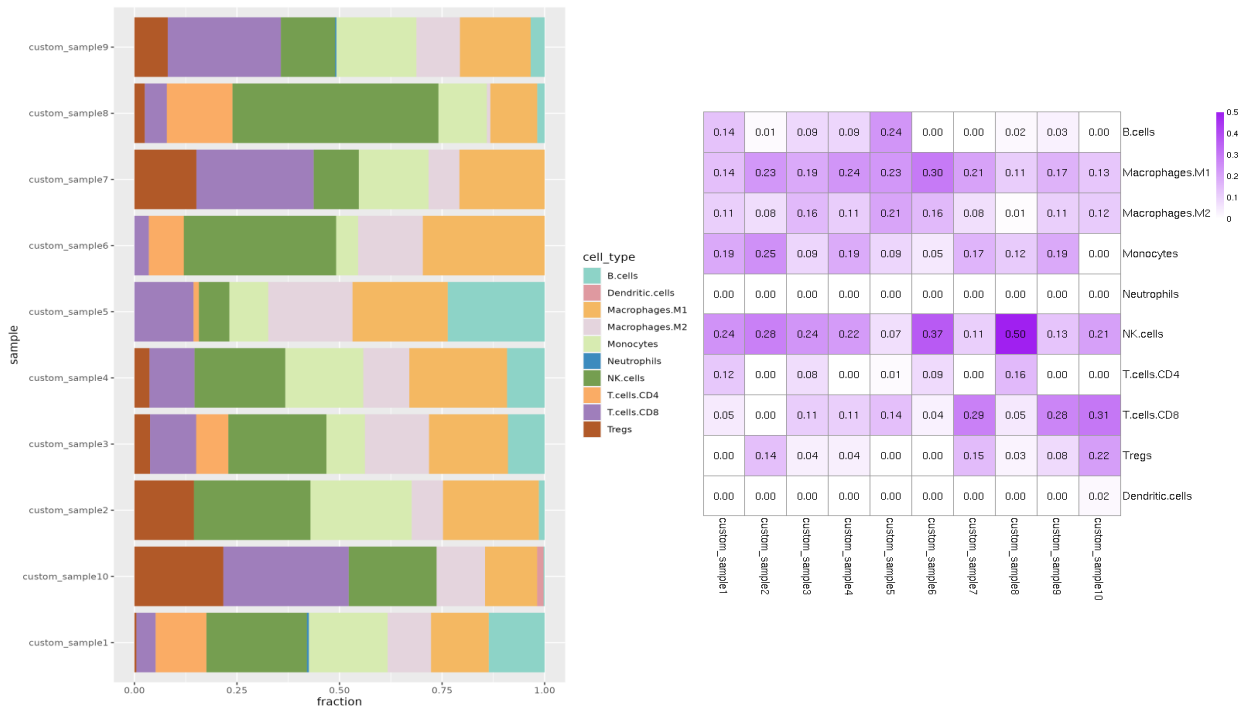 sample
custom_sample9
custom_sample8
custom_sample7
custom_sample6
custom_sample5
custom_sample4
custom_sample3
custom_sample2
custom_sample10
custom_sample1
0.00 0.25 0.50 0.75 1.00
fraction
cell_type
B.cells
Dendritic.cells
Macrophages.M1
Macrophages.M2
Monocytes
Neutrophils
NK.cells
T.cells.CD4
T.cells.CD8
Tregs
0.14 0.01 0.09 0.09 0.24 0.00 0.00 0.02 0.03 0.00 B.cells
0.14 0.23 0.19 0.24 0.23 0.30 0.21 0.11 0.17 0.13 Macrophages.M1
0.11 0.08 0.16 0.11 0.21 0.16 0.08 0.01 0.11 0.12 Macrophages.M2
0.19 0.25 0.09 0.19 0.09 0.05 0.17 0.12 0.19 0.00 Monocytes
0.00 0.00 0.00 0.00 0.00 0.00 0.00 0.00 0.00 0.00 Neutrophils
0.24 0.28 0.24 0.22 0.07 0.37 0.11 0.50 0.13 0.21 NK.cells
0.12 0.00 0.08 0.00 0.01 0.09 0.00 0.16 0.00 0.00 T.cells.CD4
0.05 0.00 0.11 0.11 0.14 0.04 0.29 0.05 0.28 0.31 T.cells.CD8
0.00 0.14 0.04 0.04 0.00 0.00 0.15 0.03 0.08 0.22 Tregs
0.00 0.00 0.00 0.00 0.00 0.00 0.00 0.00 0.00 0.02 Dendritic.cells
custom_sample1
custom_sample2
custom_sample3
custom_sample4
custom_sample5
custom_sample6
custom_sample7
custom_sample8
custom_sample9
custom_sample10
0.5
0.4
0.3
0.2
0.1
0